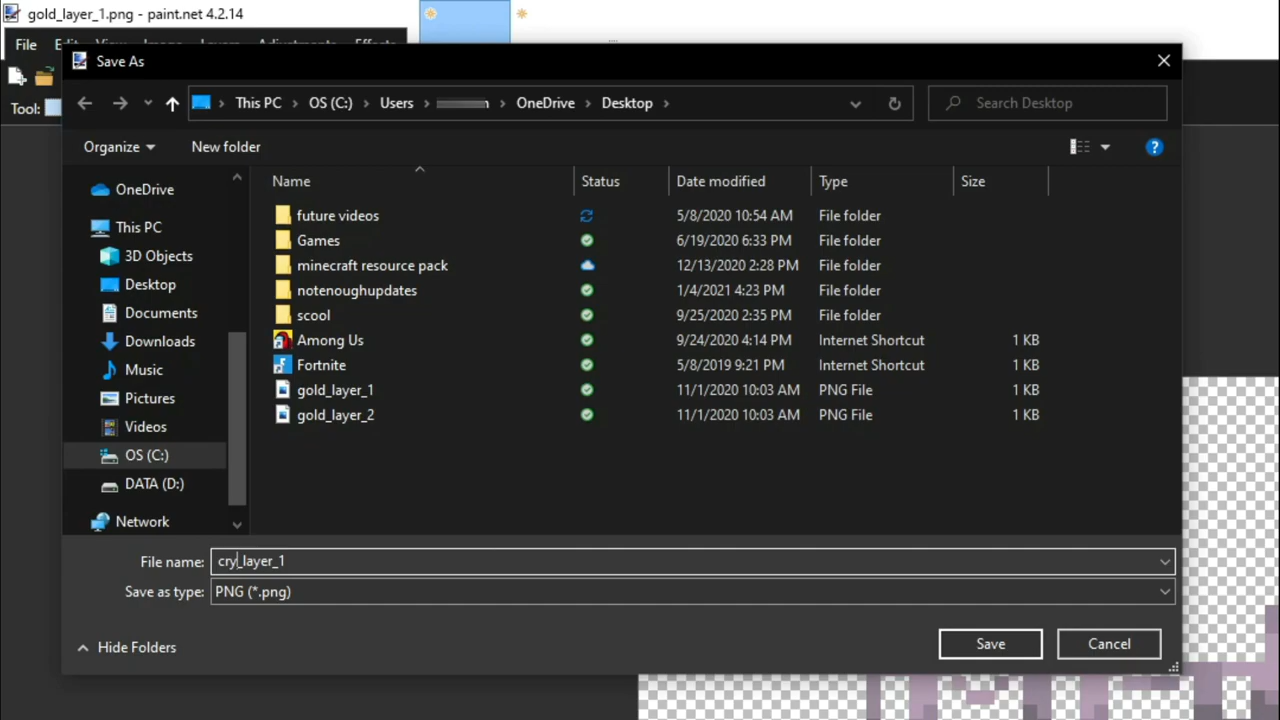 gold_layer_1.png - paint.net 4.2.14
File Edit View Image Layers Adjustments Effects
Save As
Tool:
This PC > OS (C:) > Users > > OneDrive > Desktop >
Search Desktop
Organize New folder
Name Status Date modified Type Size
OneDrive
This PC
3D Objects
Desktop
Documents
Downloads
Music
Pictures
Videos
OS (C:)
DATA (D:)
Network
future videos 5/8/2020 10:54 AM File folder
Games 6/19/2020 6:33 PM File folder
minecraft resource pack 12/13/2020 2:28 PM File folder
notenoughupdates 1/4/2021 4:23 PM File folder
scool 9/25/2020 2:35 PM File folder
Among Us 9/24/2020 4:14 PM Internet Shortcut 1 KB
Fortnite 5/8/2019 9:21 PM Internet Shortcut 1 KB
gold_layer_1 11/1/2020 10:03 AM PNG File 1 KB
gold_layer_2 11/1/2020 10:03 AM PNG File 1 KB
File name: cry_layer_1
Save as type: PNG (*.png)
Hide Folders
Save Cancel